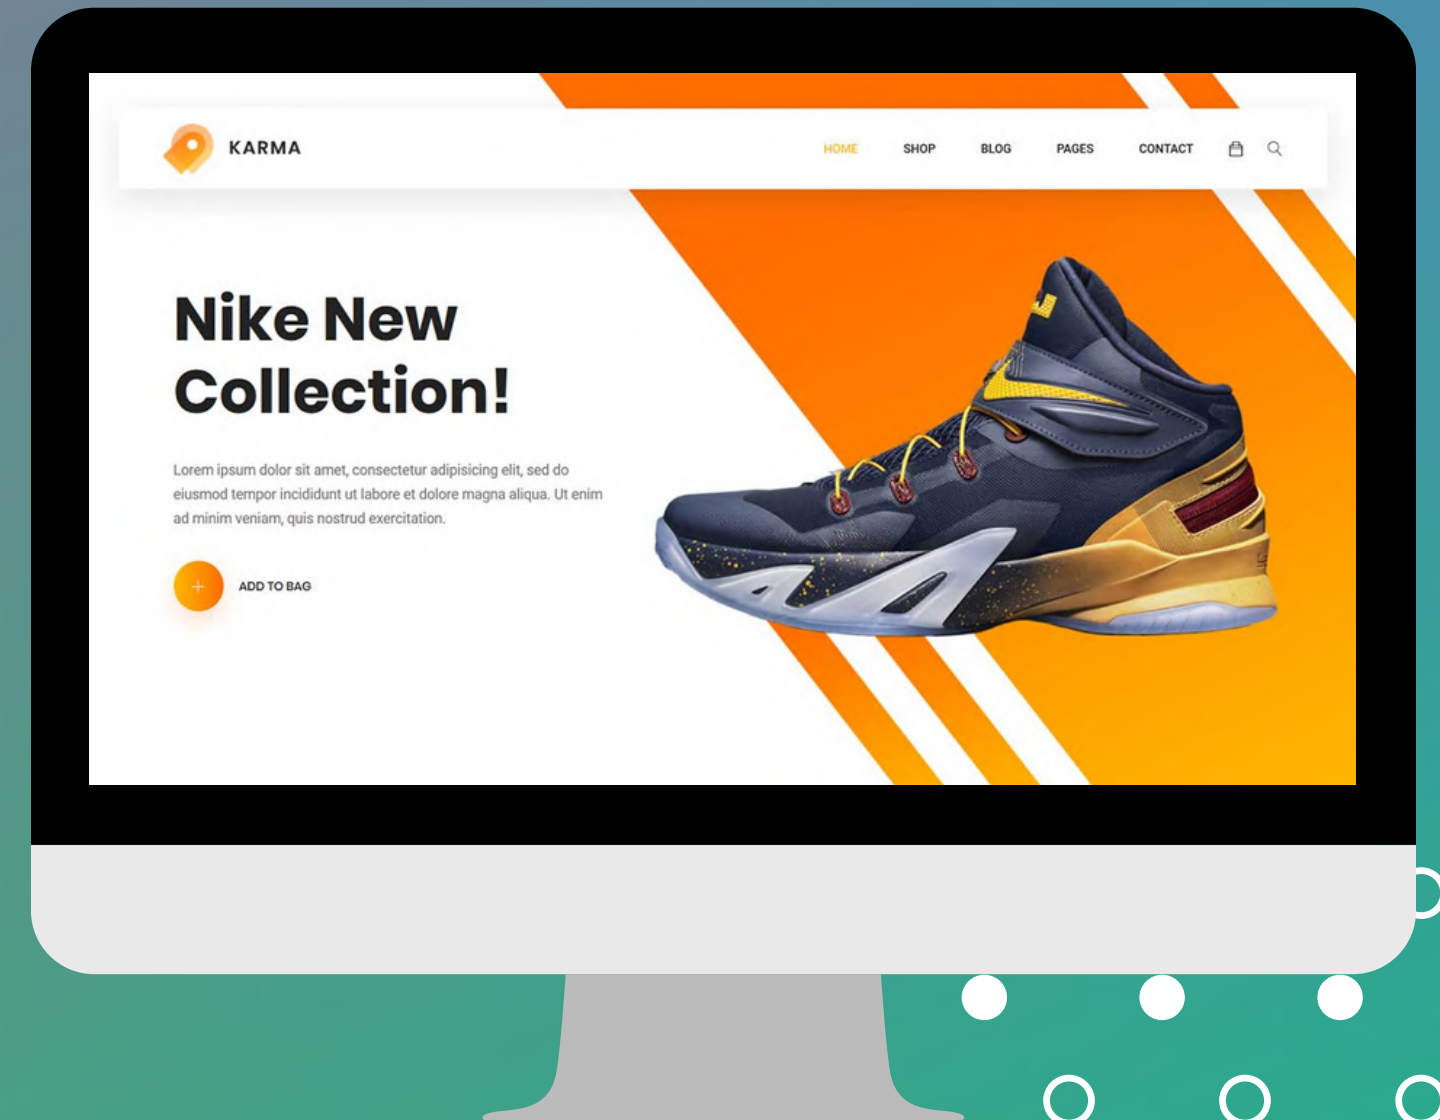 KARMA
HOME SHOP BLOG PAGES CONTACT
Nike New
Collection!
Lorem ipsum dolor sit amet, consectetur adipisicing elit, sed do
eiusmod tempor incididunt ut labore et dolore magna aliqua. Ut enim
ad minim veniam, quis nostrud exercitation.
ADD TO BAG